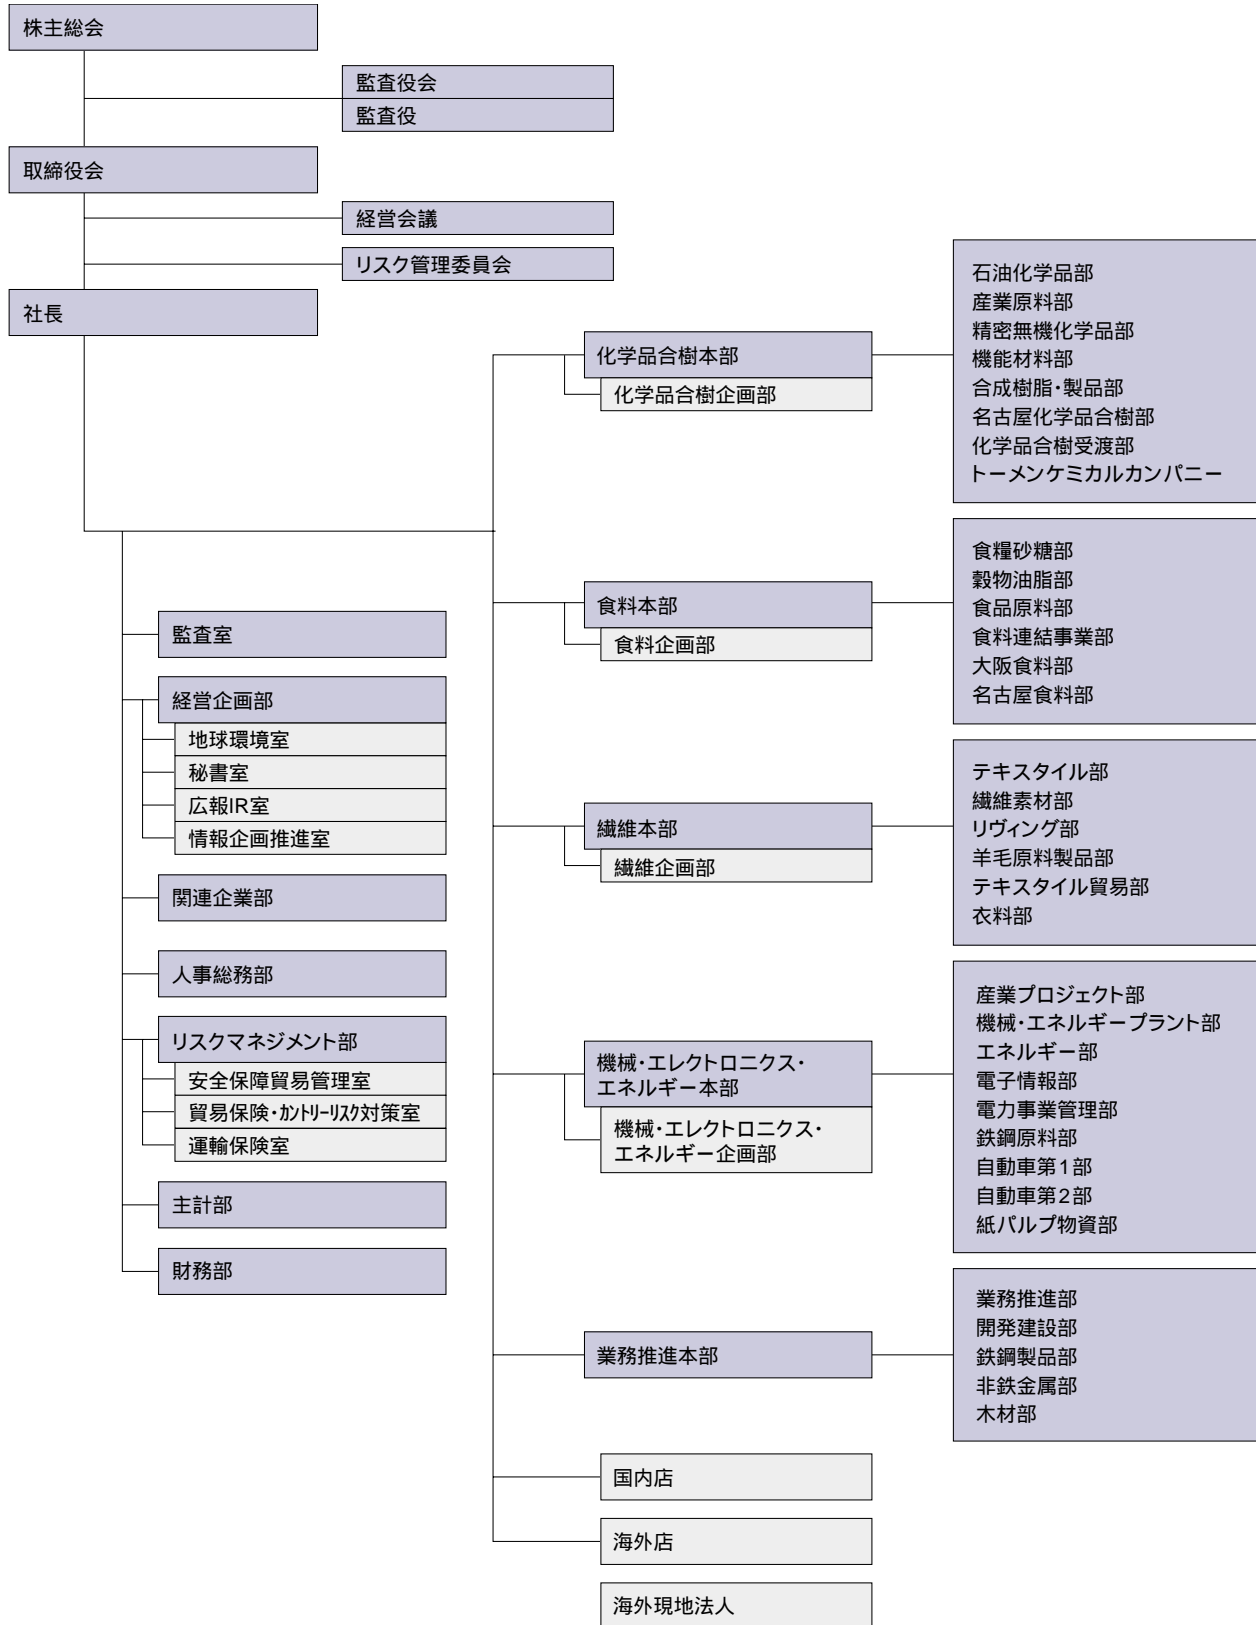 株主総会
監査役会
監査役
取締役会
経営会議
リスク管理委員会
社長
化学品合樹本部
化学品合樹企画部
石油化学品部
産業原料部
精密無機化学品部
機能材料部
合成樹脂・製品部
名古屋化学品合樹部
化学品合樹受渡部
トーメンケミカルカンパニー
食料本部
食料企画部
食糧砂糖部
穀物油脂部
食品原料部
食料連結事業部
大阪食料部
名古屋食料部
監査室
経営企画部
地球環境室
秘書室
広報IR室
情報企画推進室
関連企業部
人事総務部
リスクマネジメント部
安全保障貿易管理室
貿易保険・カントリーリスク対策室
運輸保険室
主計部
財務部
繊維本部
繊維企画部
テキスタイル部
繊維素材部
リヴィング部
羊毛原料製品部
テキスタイル貿易部
衣料部
機械・エレクトロニクス・
エネルギー本部
機械・エレクトロニクス・
エネルギー企画部
産業プロジェクト部
機械・エネルギープラント部
エネルギー部
電子情報部
電力事業管理部
鉄鋼原料部
自動車第1部
自動車第2部
紙パルプ物資部
業務推進本部
業務推進部
開発建設部
鉄鋼製品部
非鉄金属部
木材部
国内店
海外店
海外現地法人